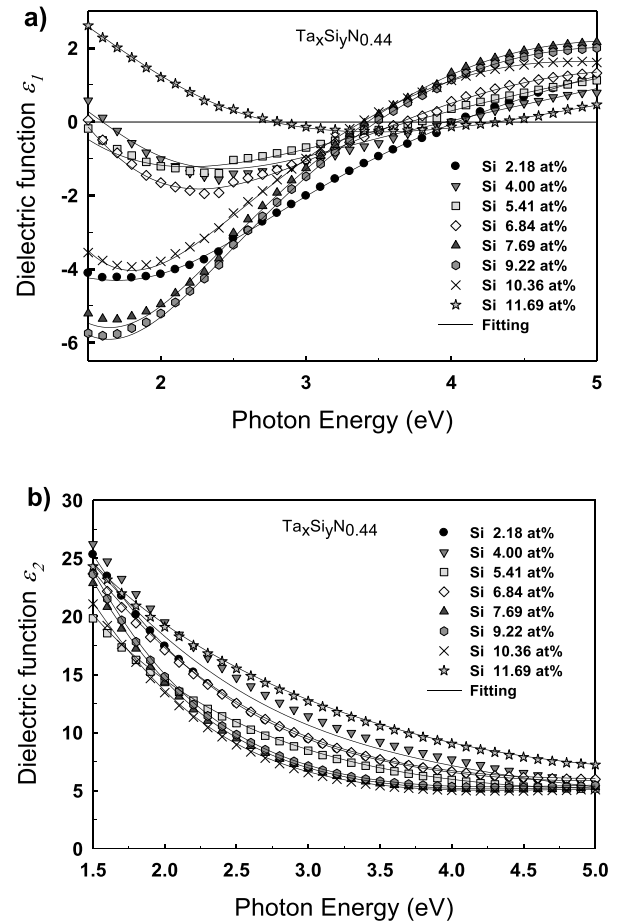 a)
TaxSiyN0.44
Dielectric function ε1
2
0
-2
-4
-6
Si 2.18 at%
Si 4.00 at%
Si 5.41 at%
Si 6.84 at%
Si 7.69 at%
Si 9.22 at%
Si 10.36 at%
Si 11.69 at%
Fitting
2 3 4 5
Photon Energy (eV)
b)
TaxSiyN0.44
Dielectric function ε2
30
25
20
15
10
5
0
Si 2.18 at%
Si 4.00 at%
Si 5.41 at%
Si 6.84 at%
Si 7.69 at%
Si 9.22 at%
Si 10.36 at%
Si 11.69 at%
Fitting
1.5 2.0 2.5 3.0 3.5 4.0 4.5 5.0
Photon Energy (eV)